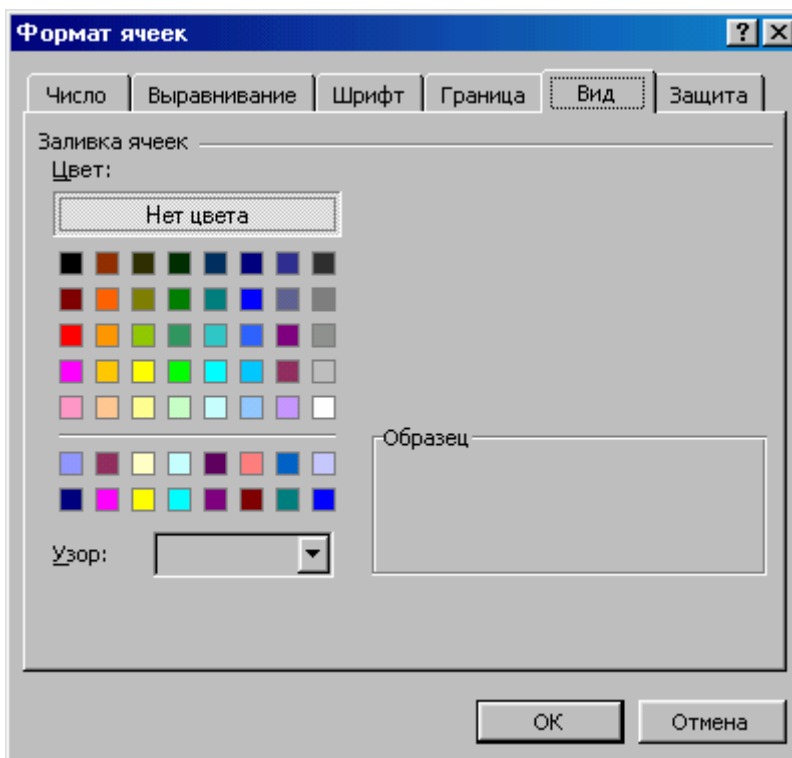 Формат ячеек
Число Выравнивание Шрифт Граница Вид Защита
Заливка ячеек
Цвет:
Нет цвета
Образец
Узор:
ОК Отмена